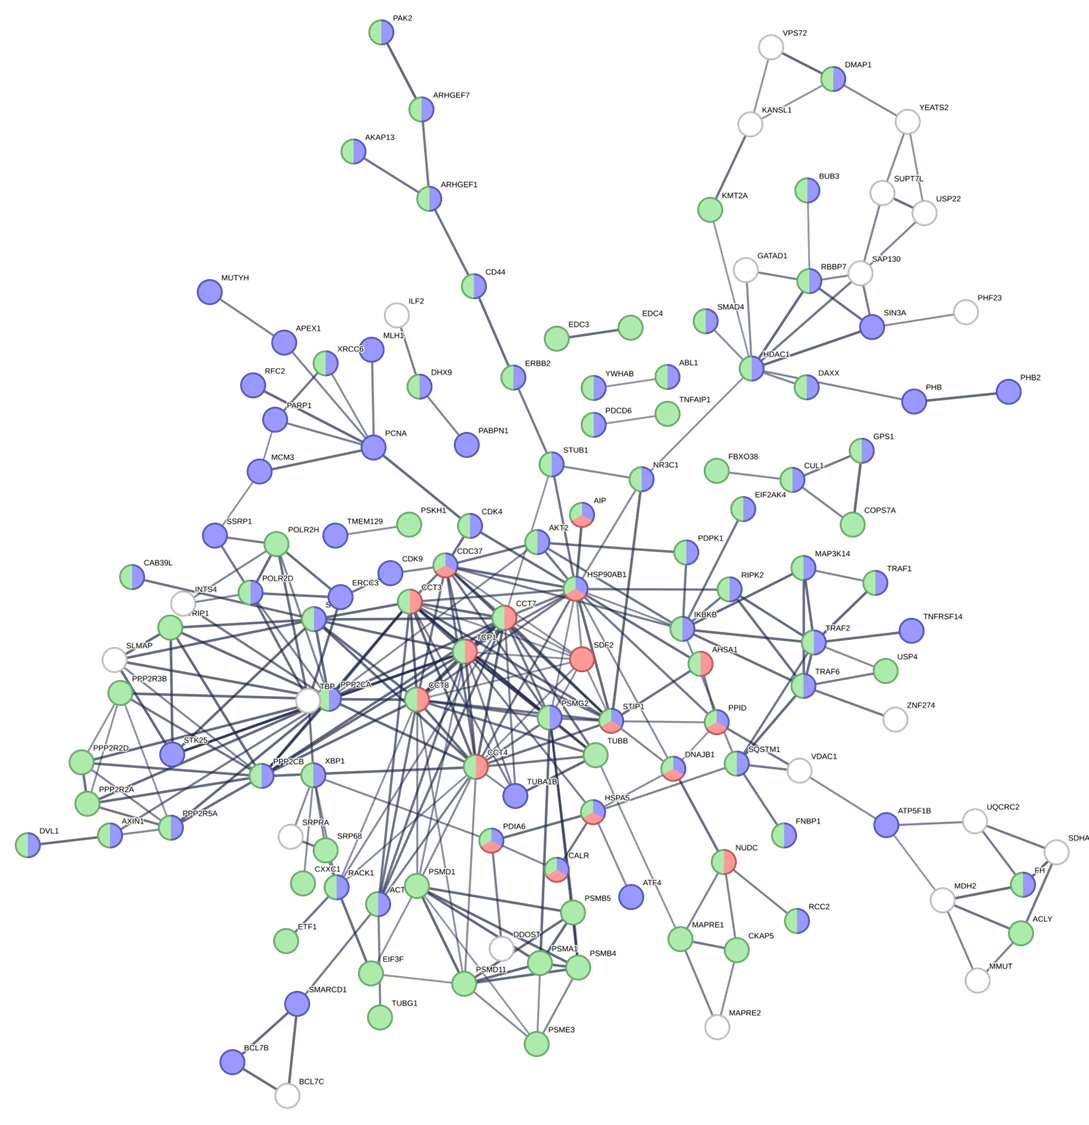 PAK2
VPS72
DMAP1
ARHGEF7
KANSL1
YEATS2
AKAP13
BUB3
SUPT7L
ARHGEF1
KMT2A
USP22
GATAD1
SAP130
CD44
RBBP7
MUTYH
ILF2
PHF23
SMAD4
SIN3A
EDC4
EDC3
APEX1
MLH1
XRCC6
HDAC1
ERBB2
ABL1
RFC2
DHX9
YWHAB
DAXX
PHB2
PHB
PARP1
TNFAIP1
PDCD6
PCNA
PABPN1
GPS1
MCM3
STUB1
NR3C1
FBXO38
CUL1
EIF2AK4
AIP
COPS7A
PSKH1
CDK4
SSRP1
TMEM129
POLR2H
AKT2
PDPK1
MAP3K14
CDC37
CDK9
CAB39L
TRAF1
HSP90AB1
RIPK2
POLR2D
ERCC3
INTS4
CCT3
CCT7
IKBKB
TRAF2
TNFRSF14
TCP1
SLMAP
SDF2
AHSA1
USP4
TRAF6
PPP2R3B
TBP
PPP2CA
CCT8
PSMG2
STIP1
PPID
ZNF274
STK25
TUBB
PPP2R2D
CCT4
DNAJB1
SQSTM1
VDAC1
PPP2CB
XBP1
TUBA1B
PPP2R2A
HSPA5
ATP5F1B
UQCRC2
PPP2R5A
AXIN1
DVL1
SRPRA
SRP68
PDIA6
FNBP1
SDHA
CALR
NUDC
FH
CXXC1
RACK1
PSMD1
ATF4
MDH2
ACT
PSMB5
RCC2
ETF1
MAPRE1
ACLY
CKAP5
DDOST
PSMA1
PSMB4
EIF3F
PSMD11
MMUT
SMARCD1
TUBG1
MAPRE2
PSME3
BCL7B
BCL7C